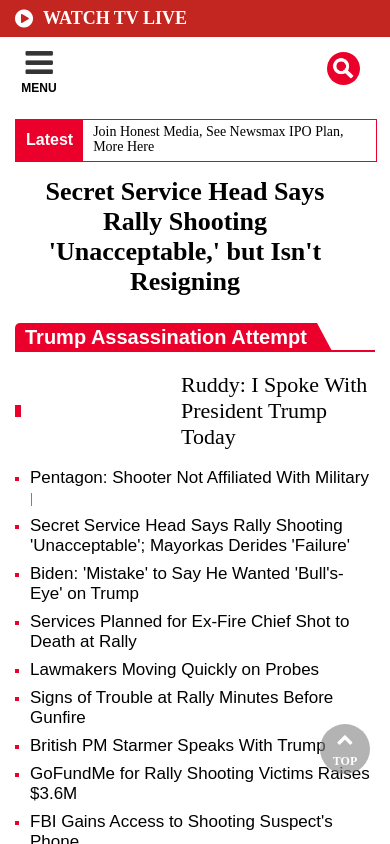 WATCH TV LIVE
MENU
Latest
Join Honest Media, See Newsmax IPO Plan,
More Here
Secret Service Head Says
Rally Shooting
'Unacceptable,' but Isn't
Resigning
Trump Assassination Attempt
Ruddy: I Spoke With
President Trump
Today
Pentagon: Shooter Not Affiliated With Military
|
Secret Service Head Says Rally Shooting
'Unacceptable'; Mayorkas Derides 'Failure'
Biden: 'Mistake' to Say He Wanted 'Bull's-
Eye' on Trump
Services Planned for Ex-Fire Chief Shot to
Death at Rally
Lawmakers Moving Quickly on Probes
Signs of Trouble at Rally Minutes Before
Gunfire
British PM Starmer Speaks With Trump
TOP
GoFundMe for Rally Shooting Victims Raises
$3.6M
FBI Gains Access to Shooting Suspect's
Phone